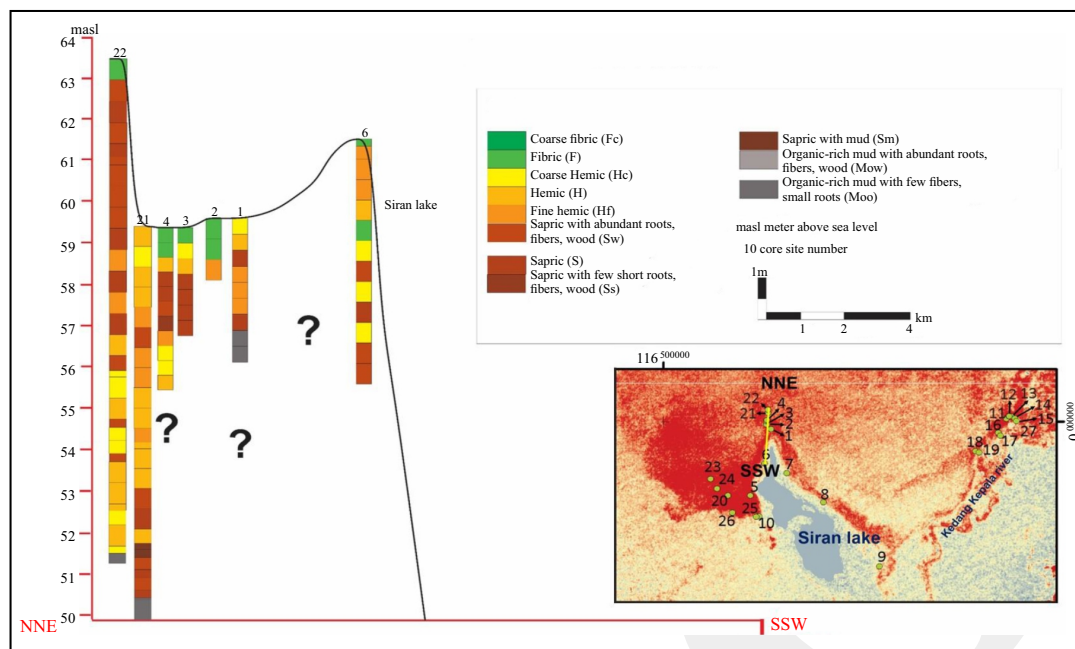 masl
64
63
62
61
60
59
58
57
56
55
54
53
52
51
50
NNE
SSW
22
21
4
3
2
1
6
Siran lake
?
?
?
Coarse fibric (Fc)
Fibric (F)
Coarse Hemic (Hc)
Hemic (H)
Fine hemic (Hf)
Sapric with abundant roots,
fibers, wood (Sw)
Sapric (S)
Sapric with few short roots,
fibers, wood (Ss)
Sapric with mud (Sm)
Organic-rich mud with abundant roots,
fibers, wood (Mow)
Organic-rich mud with few fibers,
small roots (Moo)
masl meter above sea level
10 core site number
1m
1 2 4 km
116 500000
0 000000
NNE
22
21
4
3
2
1
6
SSW
7
5
8
23
24
20
25
26
10
Siran lake
9
12
13
11
14
15
16
17
27
18
19
Kedang Kepala river